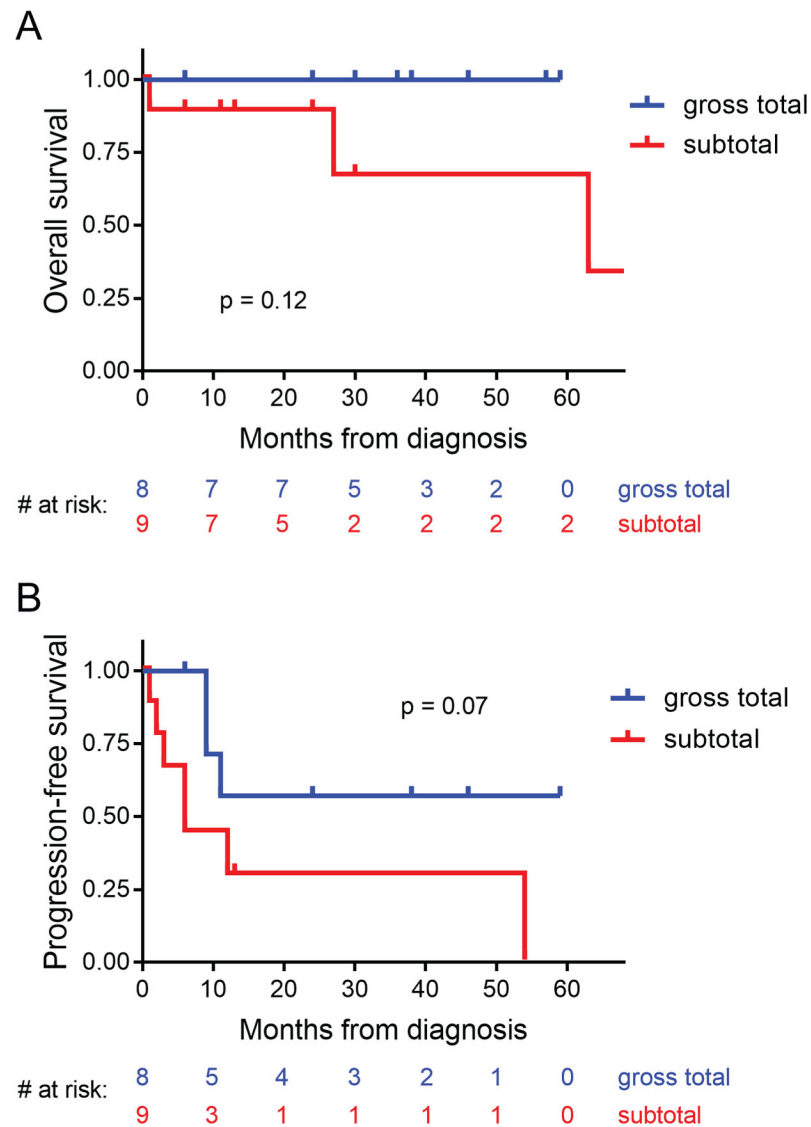 A
Overall survival
1.00
0.75
0.50
0.25
0.00
p = 0.12
gross total
subtotal
0 10 20 30 40 50 60
Months from diagnosis
# at risk:
8 7 7 5 3 2 0 gross total
9 7 5 2 2 2 2 subtotal
B
Progression-free survival
1.00
0.75
0.50
0.25
0.00
p = 0.07
gross total
subtotal
0 10 20 30 40 50 60
Months from diagnosis
# at risk:
8 5 4 3 2 1 0 gross total
9 3 1 1 1 1 0 subtotal